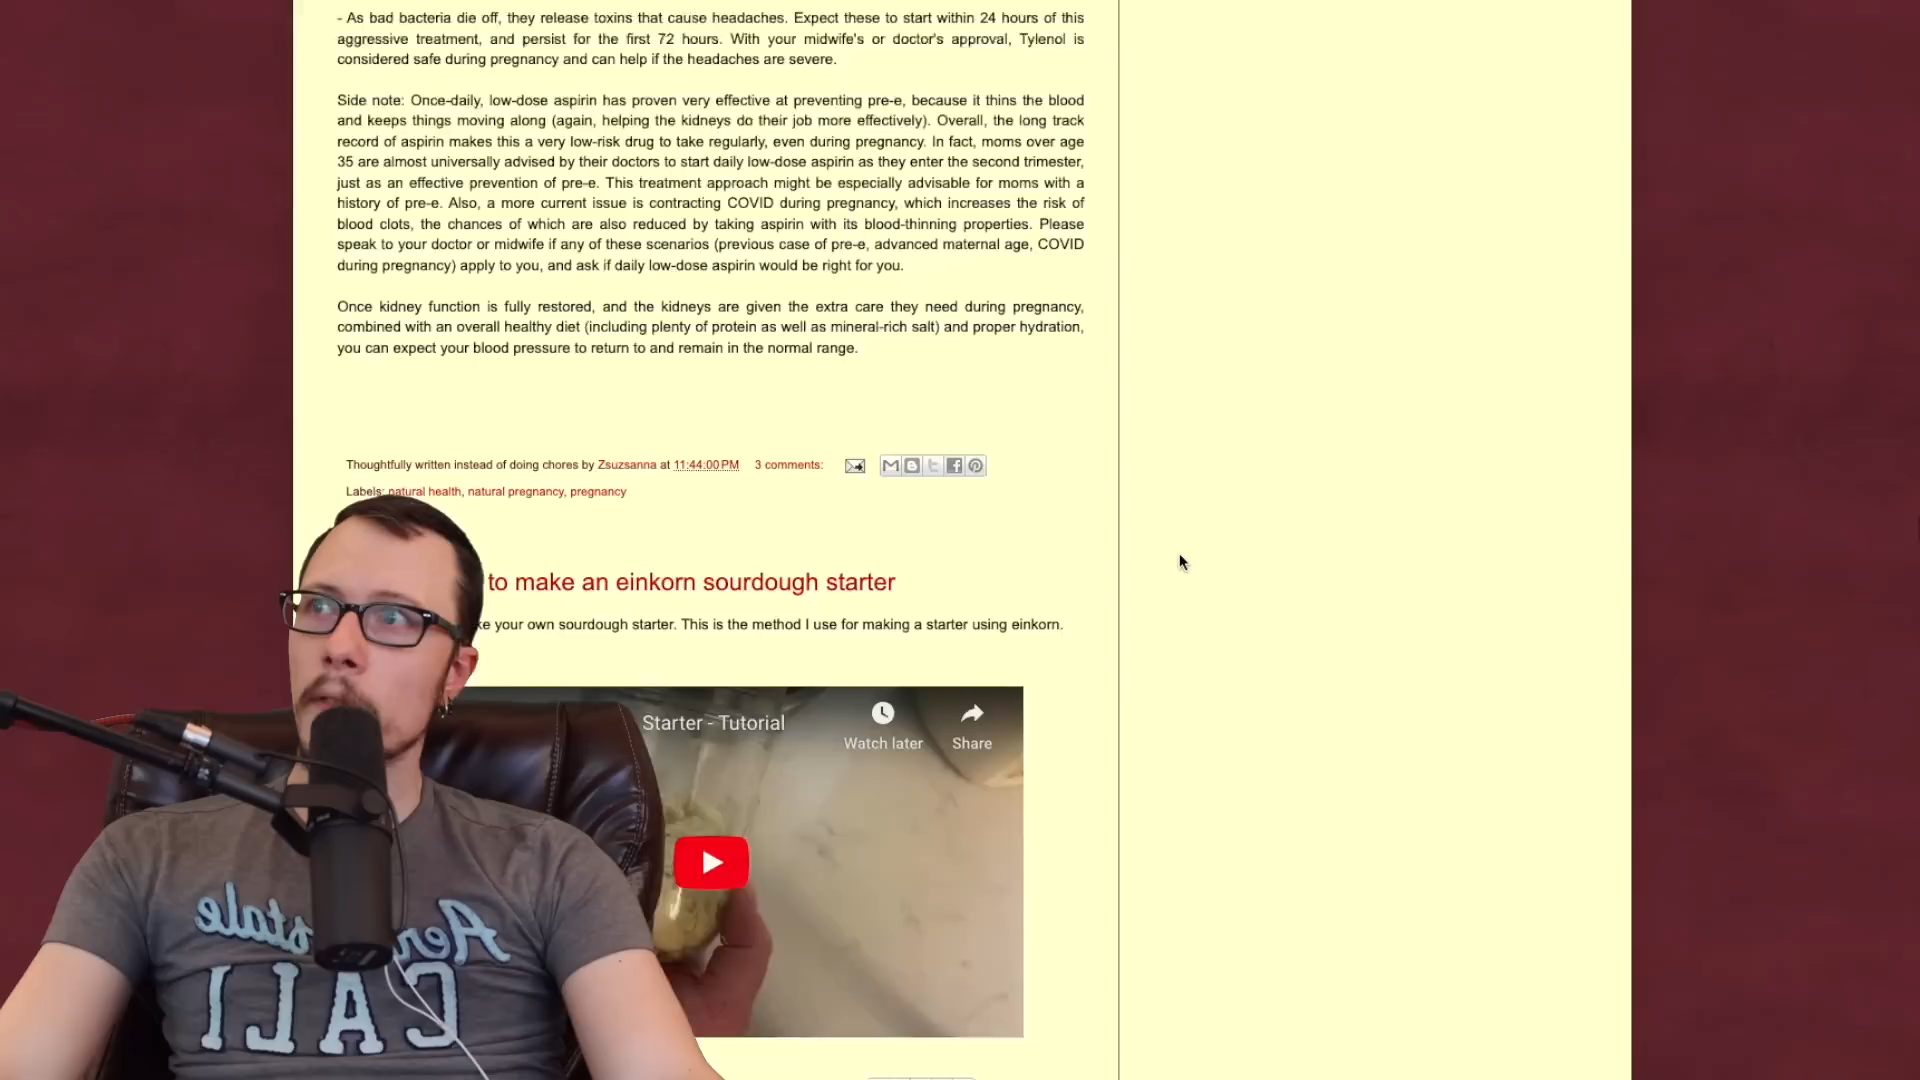 - As bad bacteria die off, they release toxins that cause headaches. Expect these to start within 24 hours of this
aggressive treatment, and persist for the first 72 hours. With your midwife's or doctor's approval, Tylenol is
considered safe during pregnancy and can help if the headaches are severe.
Side note: Once-daily, low-dose aspirin has proven very effective at preventing pre-e, because it thins the blood
and keeps things moving along (again, helping the kidneys do their job more effectively). Overall, the long track
record of aspirin makes this a very low-risk drug to take regularly, even during pregnancy. In fact, moms over age
35 are almost universally advised by their doctors to start daily low-dose aspirin as they enter the second trimester,
just as an effective prevention of pre-e. This treatment approach might be especially advisable for moms with a
history of pre-e. Also, a more current issue is contracting COVID during pregnancy, which increases the risk of
blood clots, the chances of which are also reduced by taking aspirin with its blood-thinning properties. Please
speak to your doctor or midwife if any of these scenarios (previous case of pre-e, advanced maternal age, COVID
during pregnancy) apply to you, and ask if daily low-dose aspirin would be right for you.
Once kidney function is fully restored, and the kidneys are given the extra care they need during pregnancy,
combined with an overall healthy diet (including plenty of protein as well as mineral-rich salt) and proper hydration,
you can expect your blood pressure to return to and remain in the normal range.
Thoughtfully written instead of doing chores by Zsuzsanna at 11:44:00 PM 3 comments:
Labels: natural health, natural pregnancy, pregnancy
to make an einkorn sourdough starter
your own sourdough starter. This is the method I use for making a starter using einkorn.
Starter - Tutorial
Watch later
Share
CALI